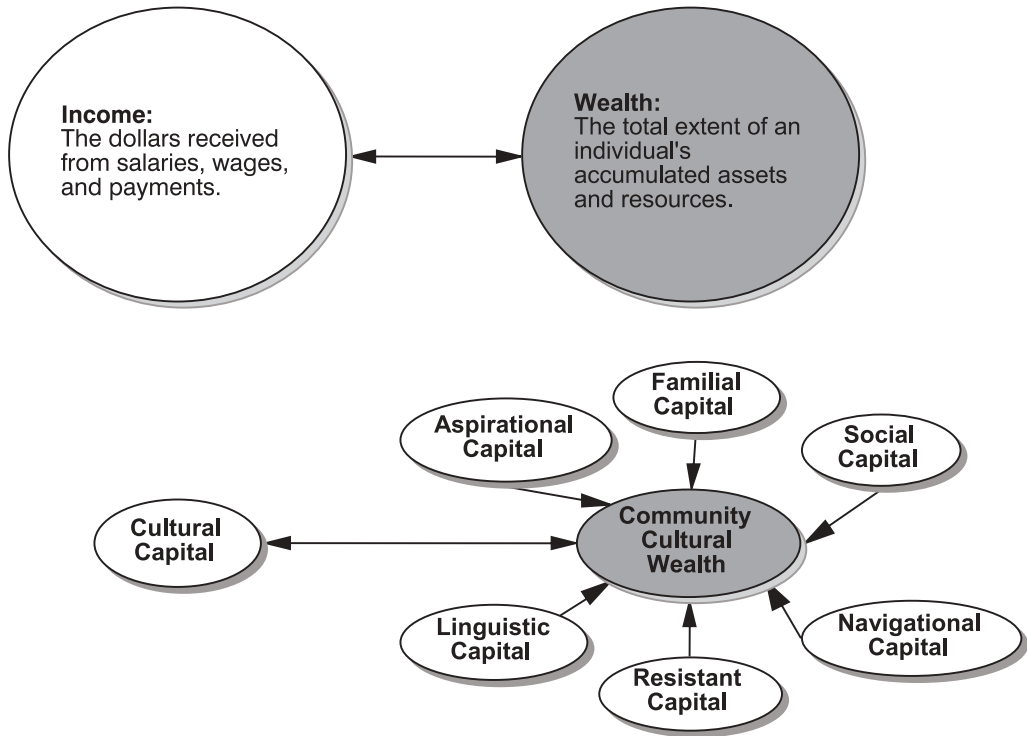 Income:
The dollars received
from salaries, wages,
and payments.
Wealth:
The total extent of an
individual's
accumulated assets
and resources.
Familial
Capital
Aspirational
Capital
Social
Capital
Cultural
Capital
Community
Cultural
Wealth
Linguistic
Capital
Navigational
Capital
Resistant
Capital